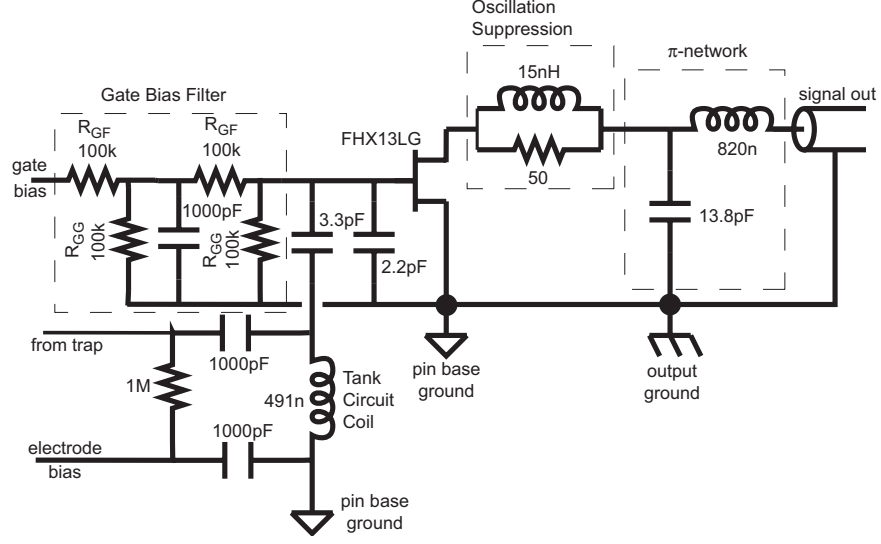 Oscillation
Suppression
π-network
15nH
signal out
Gate Bias Filter
R_GF
100k
R_GF
100k
FHX13LG
820n
gate
bias
50
1000pF
3.3pF
13.8pF
R_GG
100k
R_GG
100k
2.2pF
from trap
1000pF
pin base
ground
output
ground
1M
491n
Tank
Circuit
Coil
1000pF
electrode
bias
pin base
ground